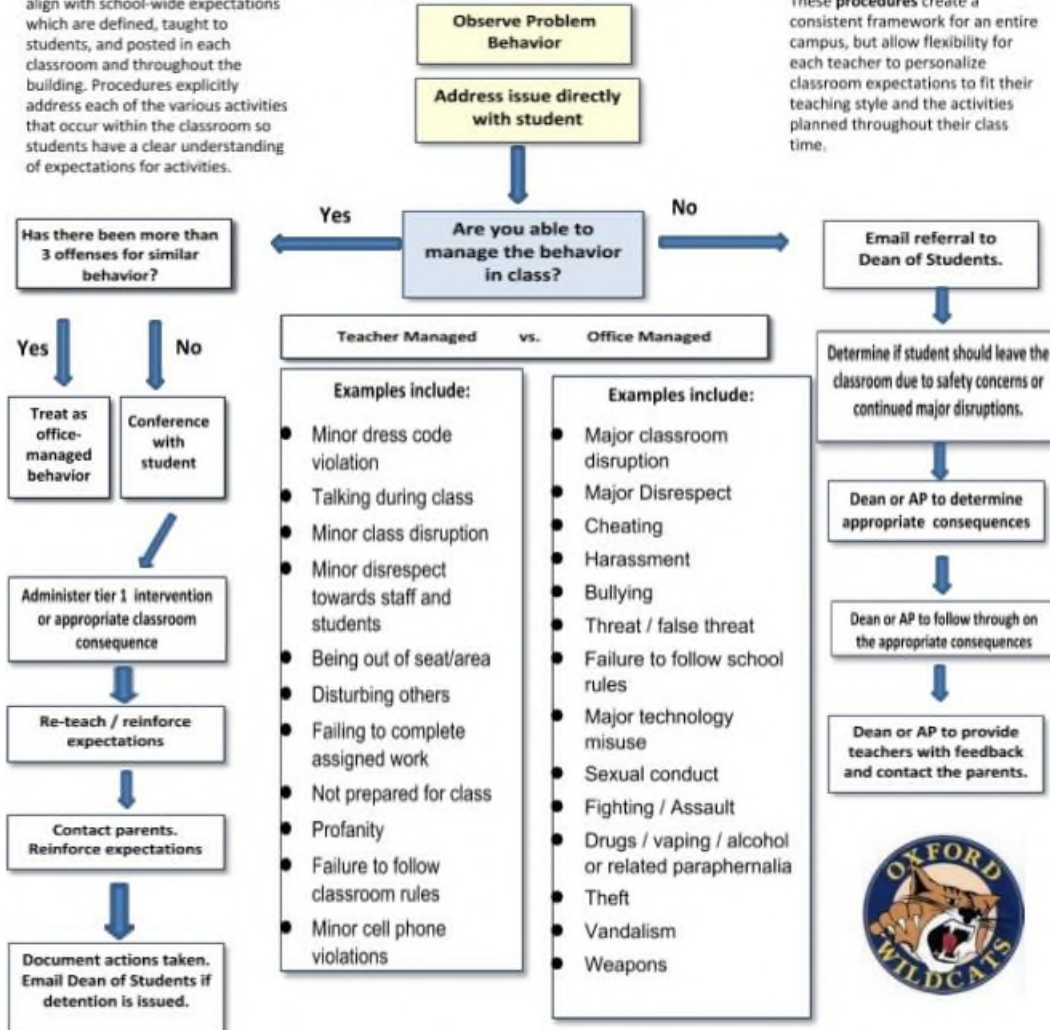 align with school-wide expectations
which are defined, taught to
students, and posted in each
classroom and throughout the
building. Procedures explicitly
address each of the various activities
that occur within the classroom so
students have a clear understanding
of expectations for activities.
Observe Problem
Behavior
Address issue directly
with student
These procedures create a
consistent framework for an entire
campus, but allow flexibility for
each teacher to personalize
classroom expectations to fit their
teaching style and the activities
planned throughout their class
time.
Yes
Are you able to
manage the behavior
in class?
No
Has there been more than
3 offenses for similar
behavior?
Yes
No
Treat as
office-
managed
behavior
Conference
with
student
Administer tier 1 intervention
or appropriate classroom
consequence
Re-teach / reinforce
expectations
Contact parents.
Reinforce expectations
Document actions taken.
Email Dean of Students if
detention is issued.
Teacher Managed vs. Office Managed
Examples include:
Minor dress code
violation
Talking during class
Minor class disruption
Minor disrespect
towards staff and
students
Being out of seat/area
Disturbing others
Failing to complete
assigned work
Not prepared for class
Profanity
Failure to follow
classroom rules
Minor cell phone
violations
Examples include:
Major classroom
disruption
Major Disrespect
Cheating
Harassment
Bullying
Threat / false threat
Failure to follow school
rules
Major technology
misuse
Sexual conduct
Fighting / Assault
Drugs / vaping / alcohol
or related paraphernalia
Theft
Vandalism
Weapons
Email referral to
Dean of Students.
Determine if student should leave the
classroom due to safety concerns or
continued major disruptions.
Dean or AP to determine
appropriate consequences
Dean or AP to follow through on
the appropriate consequences
Dean or AP to provide
teachers with feedback
and contact the parents.
OXFORD
WILDCATS